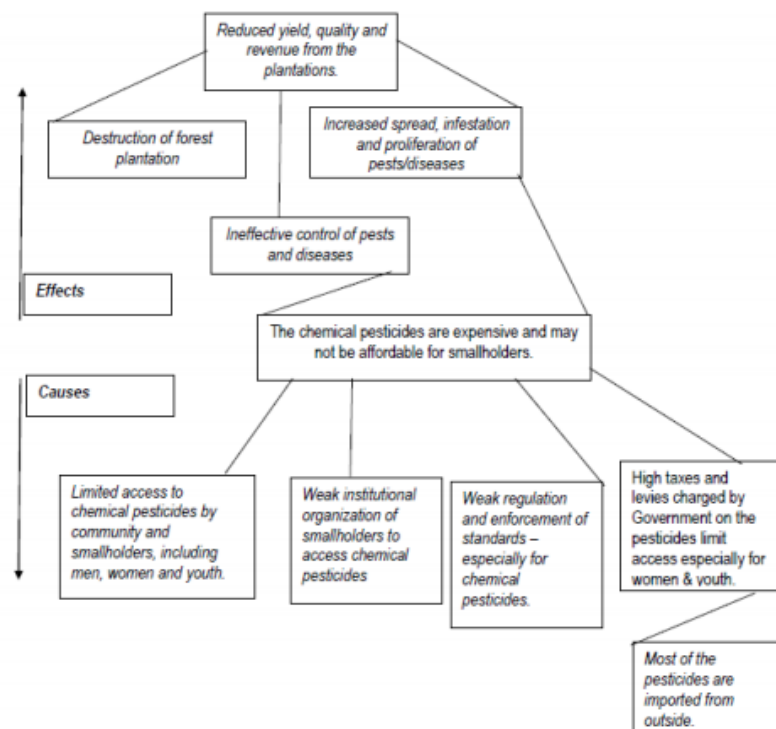 Reduced yield, quality and
revenue from the
plantations.
Destruction of forest
plantation
Increased spread, infestation
and proliferation of
pests/diseases
Ineffective control of pests
and diseases
Effects
The chemical pesticides are expensive and may
not be affordable for smallholders.
Causes
Limited access to
chemical pesticides by
community and
smallholders, including
men, women and youth.
Weak institutional
organization of
smallholders to
access chemical
pesticides
Weak regulation
and enforcement of
standards –
especially for
chemical
pesticides.
High taxes and
levies charged by
Government on the
pesticides limit
access especially for
women & youth.
Most of the
pesticides are
imported from
outside.